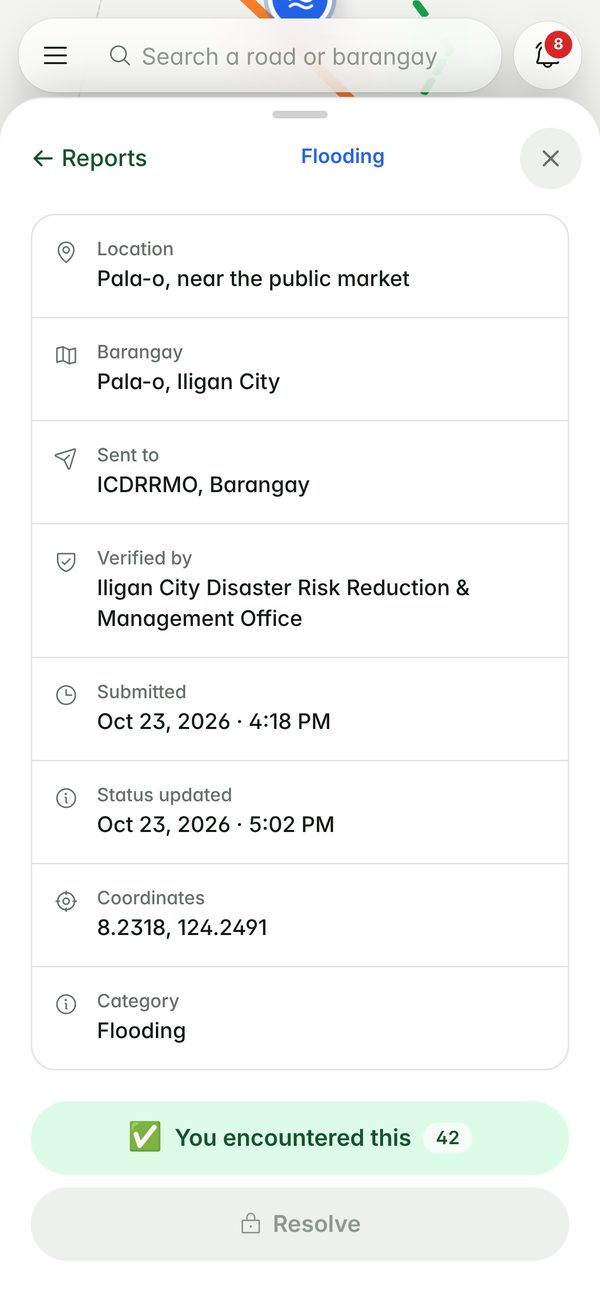 Search a road or barangay
8
Reports
Flooding
Location
Pala-o, near the public market
Barangay
Pala-o, Iligan City
Sent to
ICDRRMO, Barangay
Verified by
Iligan City Disaster Risk Reduction &
Management Office
Submitted
Oct 23, 2026 · 4:18 PM
Status updated
Oct 23, 2026 · 5:02 PM
Coordinates
8.2318, 124.2491
Category
Flooding
You encountered this 42
Resolve